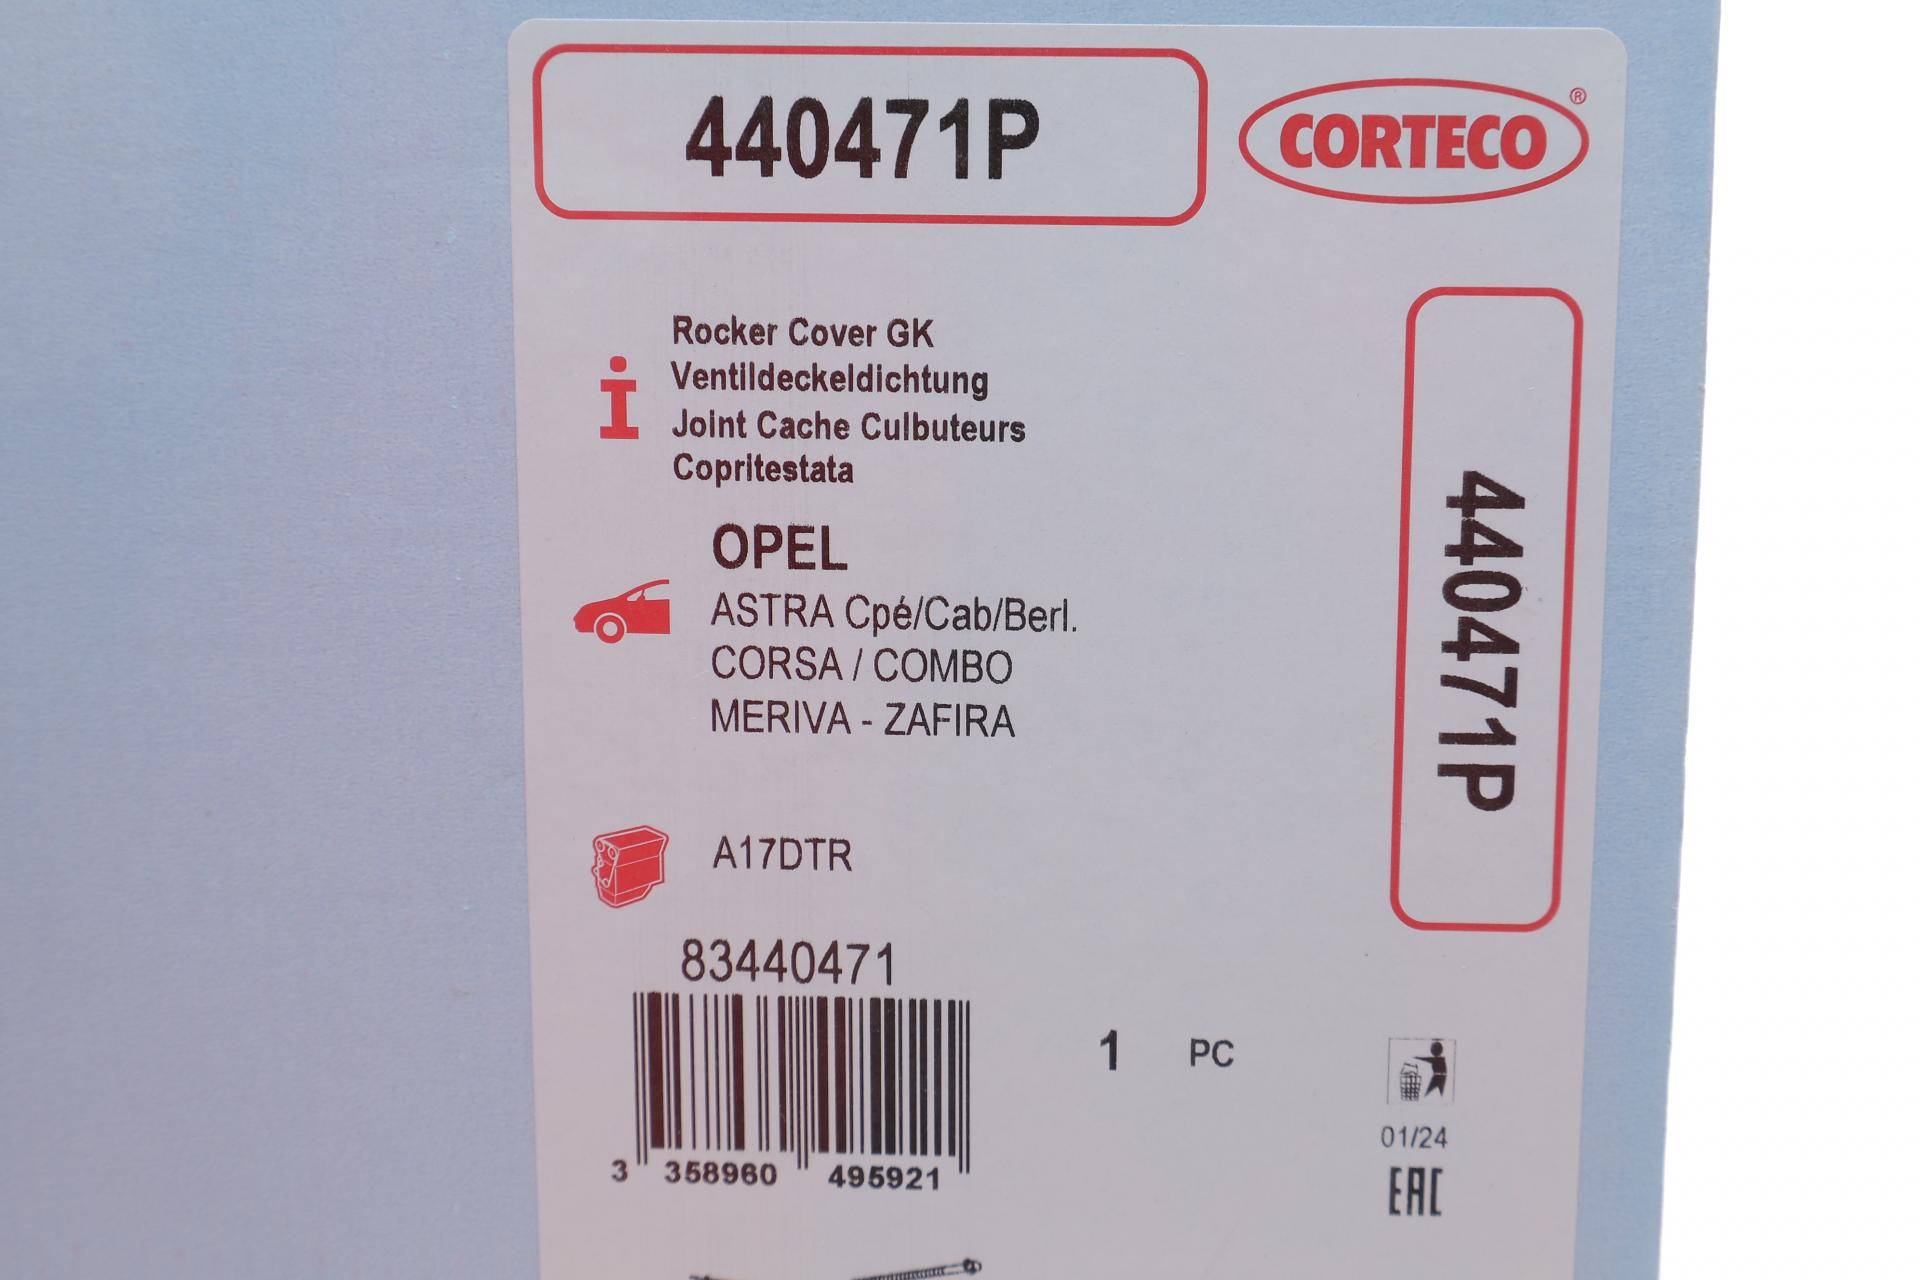 440471P
CORTECO®
Rocker Cover GK
Ventildeckeldichtung
Joint Cache Culbuteurs
Copritestata
OPEL
ASTRA Cpé/Cab/Berl.
CORSA / COMBO
MERIVA - ZAFIRA
440471P
A17DTR
83440471
3 358960 495921
1 PC
01/24
EAC